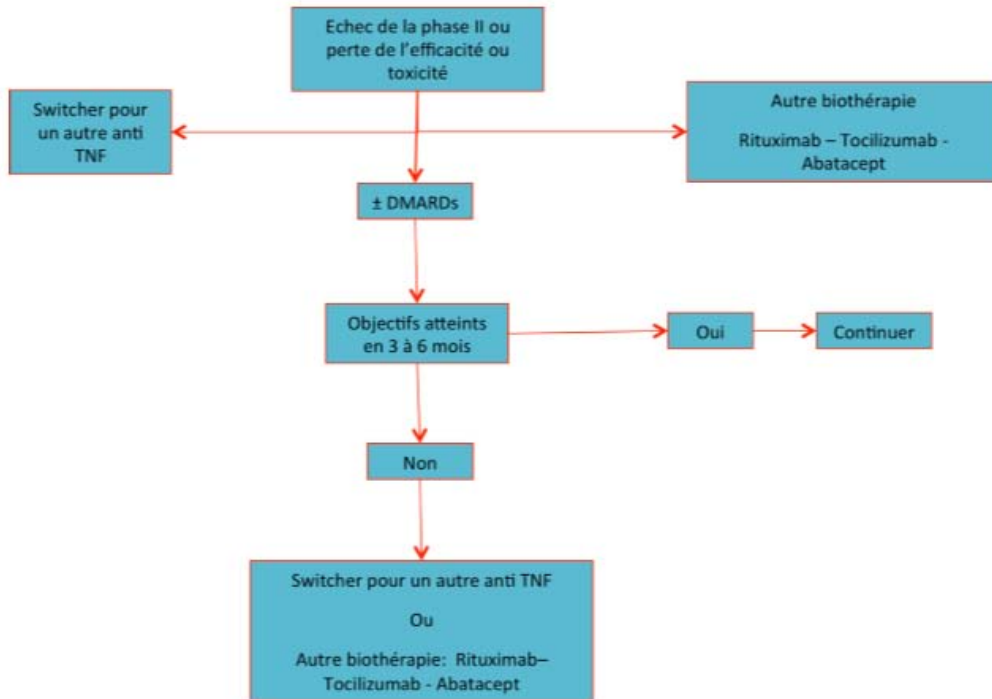 Echec de la phase II ou
perte de l'efficacité ou
toxicité
Switcher pour
un autre anti
TNF
Autre biothérapie
Rituximab – Tocilizumab -
Abatacept
± DMARDs
Objectifs atteints
en 3 à 6 mois
Oui
Continuer
Non
Switcher pour un autre anti TNF
Ou
Autre biothérapie: Rituximab–
Tocilizumab - Abatacept